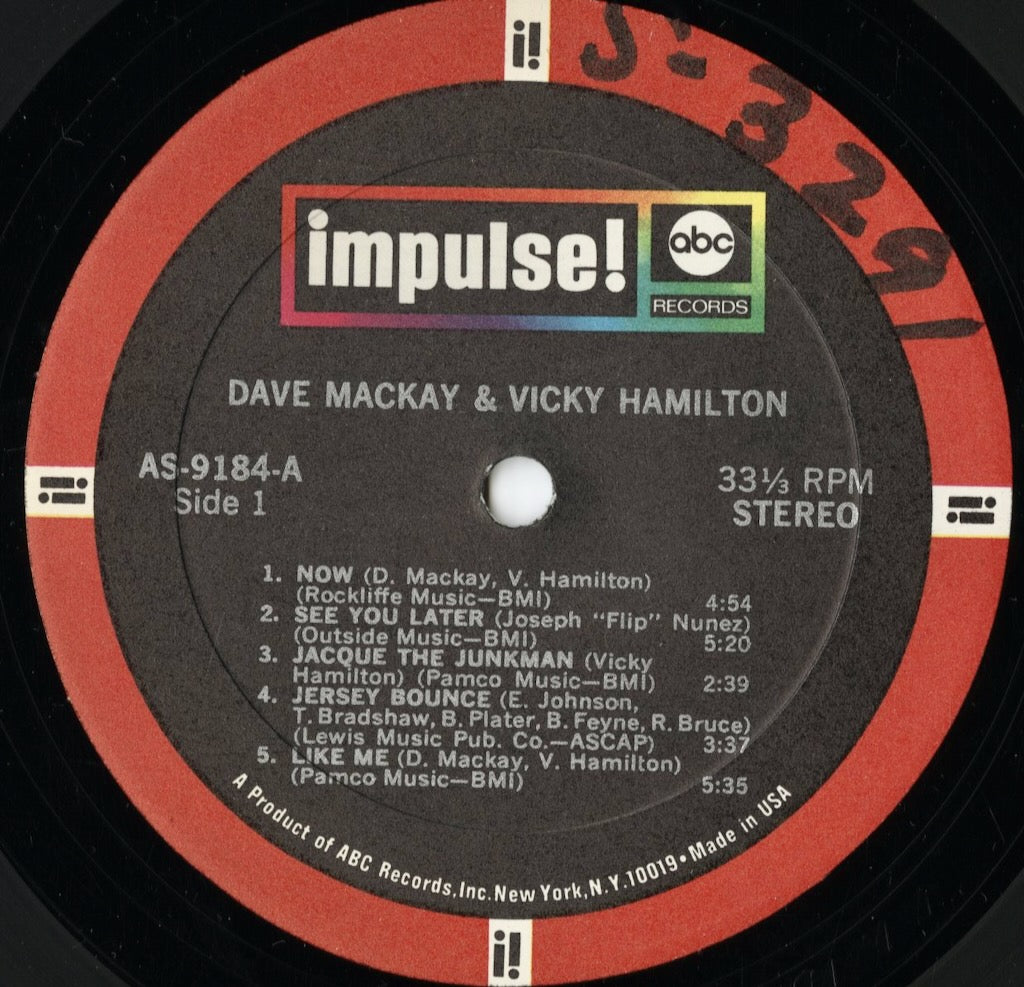 i!
S-3291
impulse!
abc
RECORDS
DAVE MACKAY & VICKY HAMILTON
AS-9184-A
Side 1
33⅓ RPM
STEREO
i!
i!
1. NOW (D. Mackay, V. Hamilton)
(Rockliffe Music—BMI) 4:54
2. SEE YOU LATER (Joseph "Flip" Nunez)
(Outside Music—BMI) 5:20
3. JACQUE THE JUNKMAN (Vicky
Hamilton) (Pamco Music—BMI) 2:39
4. JERSEY BOUNCE (E. Johnson,
T. Bradshaw, B. Plater, B. Feyne, R. Bruce)
(Lewis Music Pub. Co.—ASCAP) 3:37
5. LIKE ME (D. Mackay, V. Hamilton)
(Pamco Music—BMI) 5:35
A Product of ABC Records, Inc. New York, N.Y. 10019 • Made in USA
i!